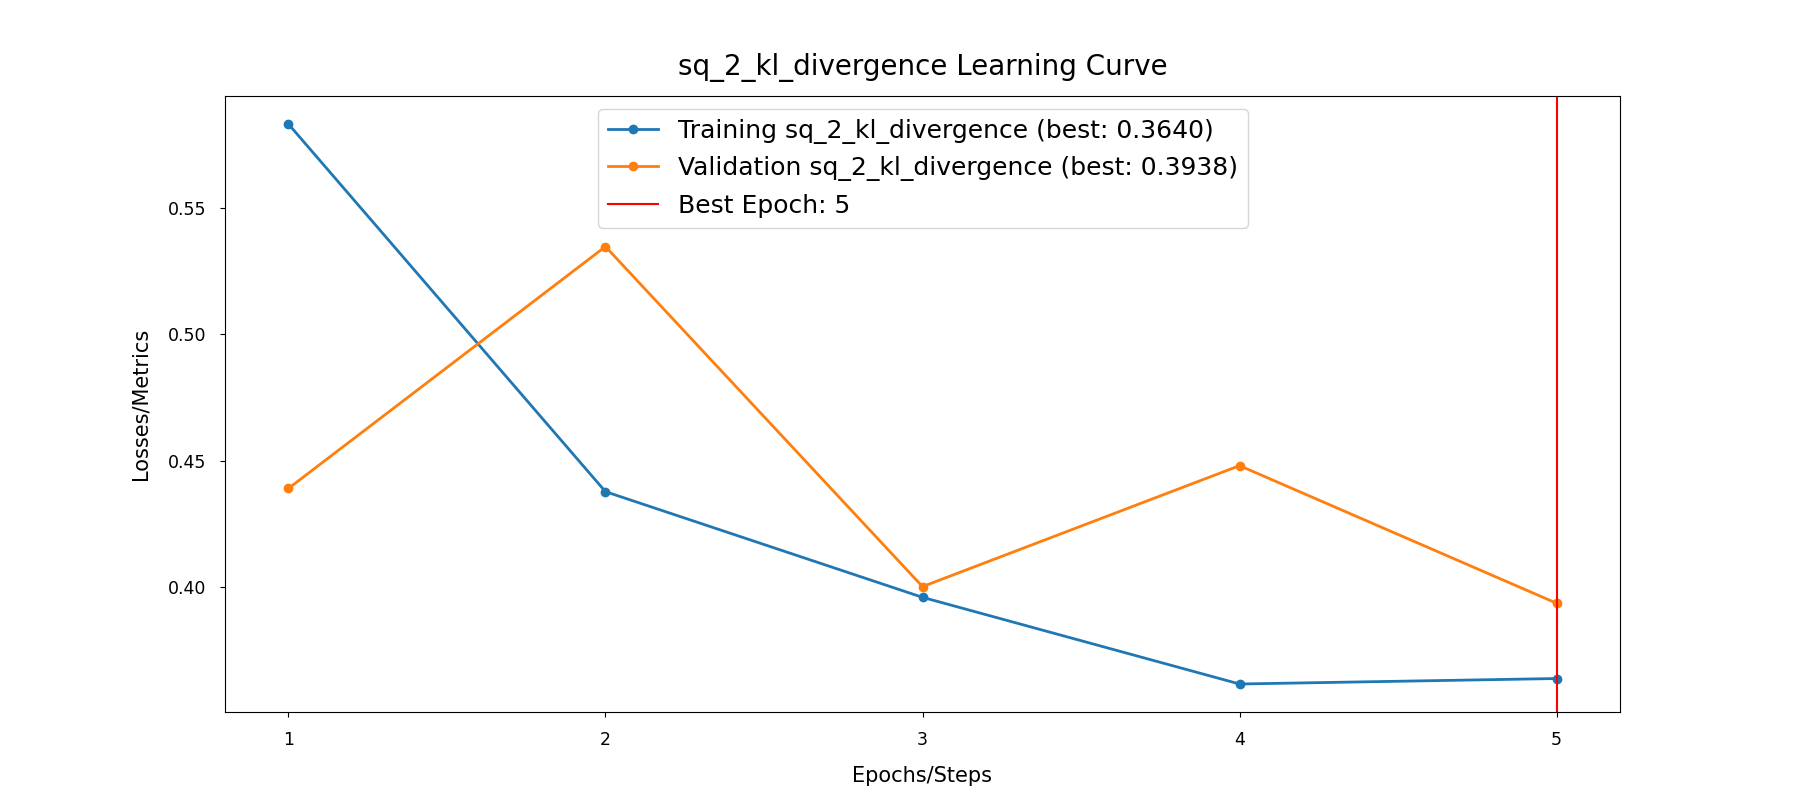 sq_2_kl_divergence Learning Curve
Training sq_2_kl_divergence (best: 0.3640)
Validation sq_2_kl_divergence (best: 0.3938)
Best Epoch: 5
0.55
0.50
0.45
0.40
Losses/Metrics
1 2 3 4 5
Epochs/Steps